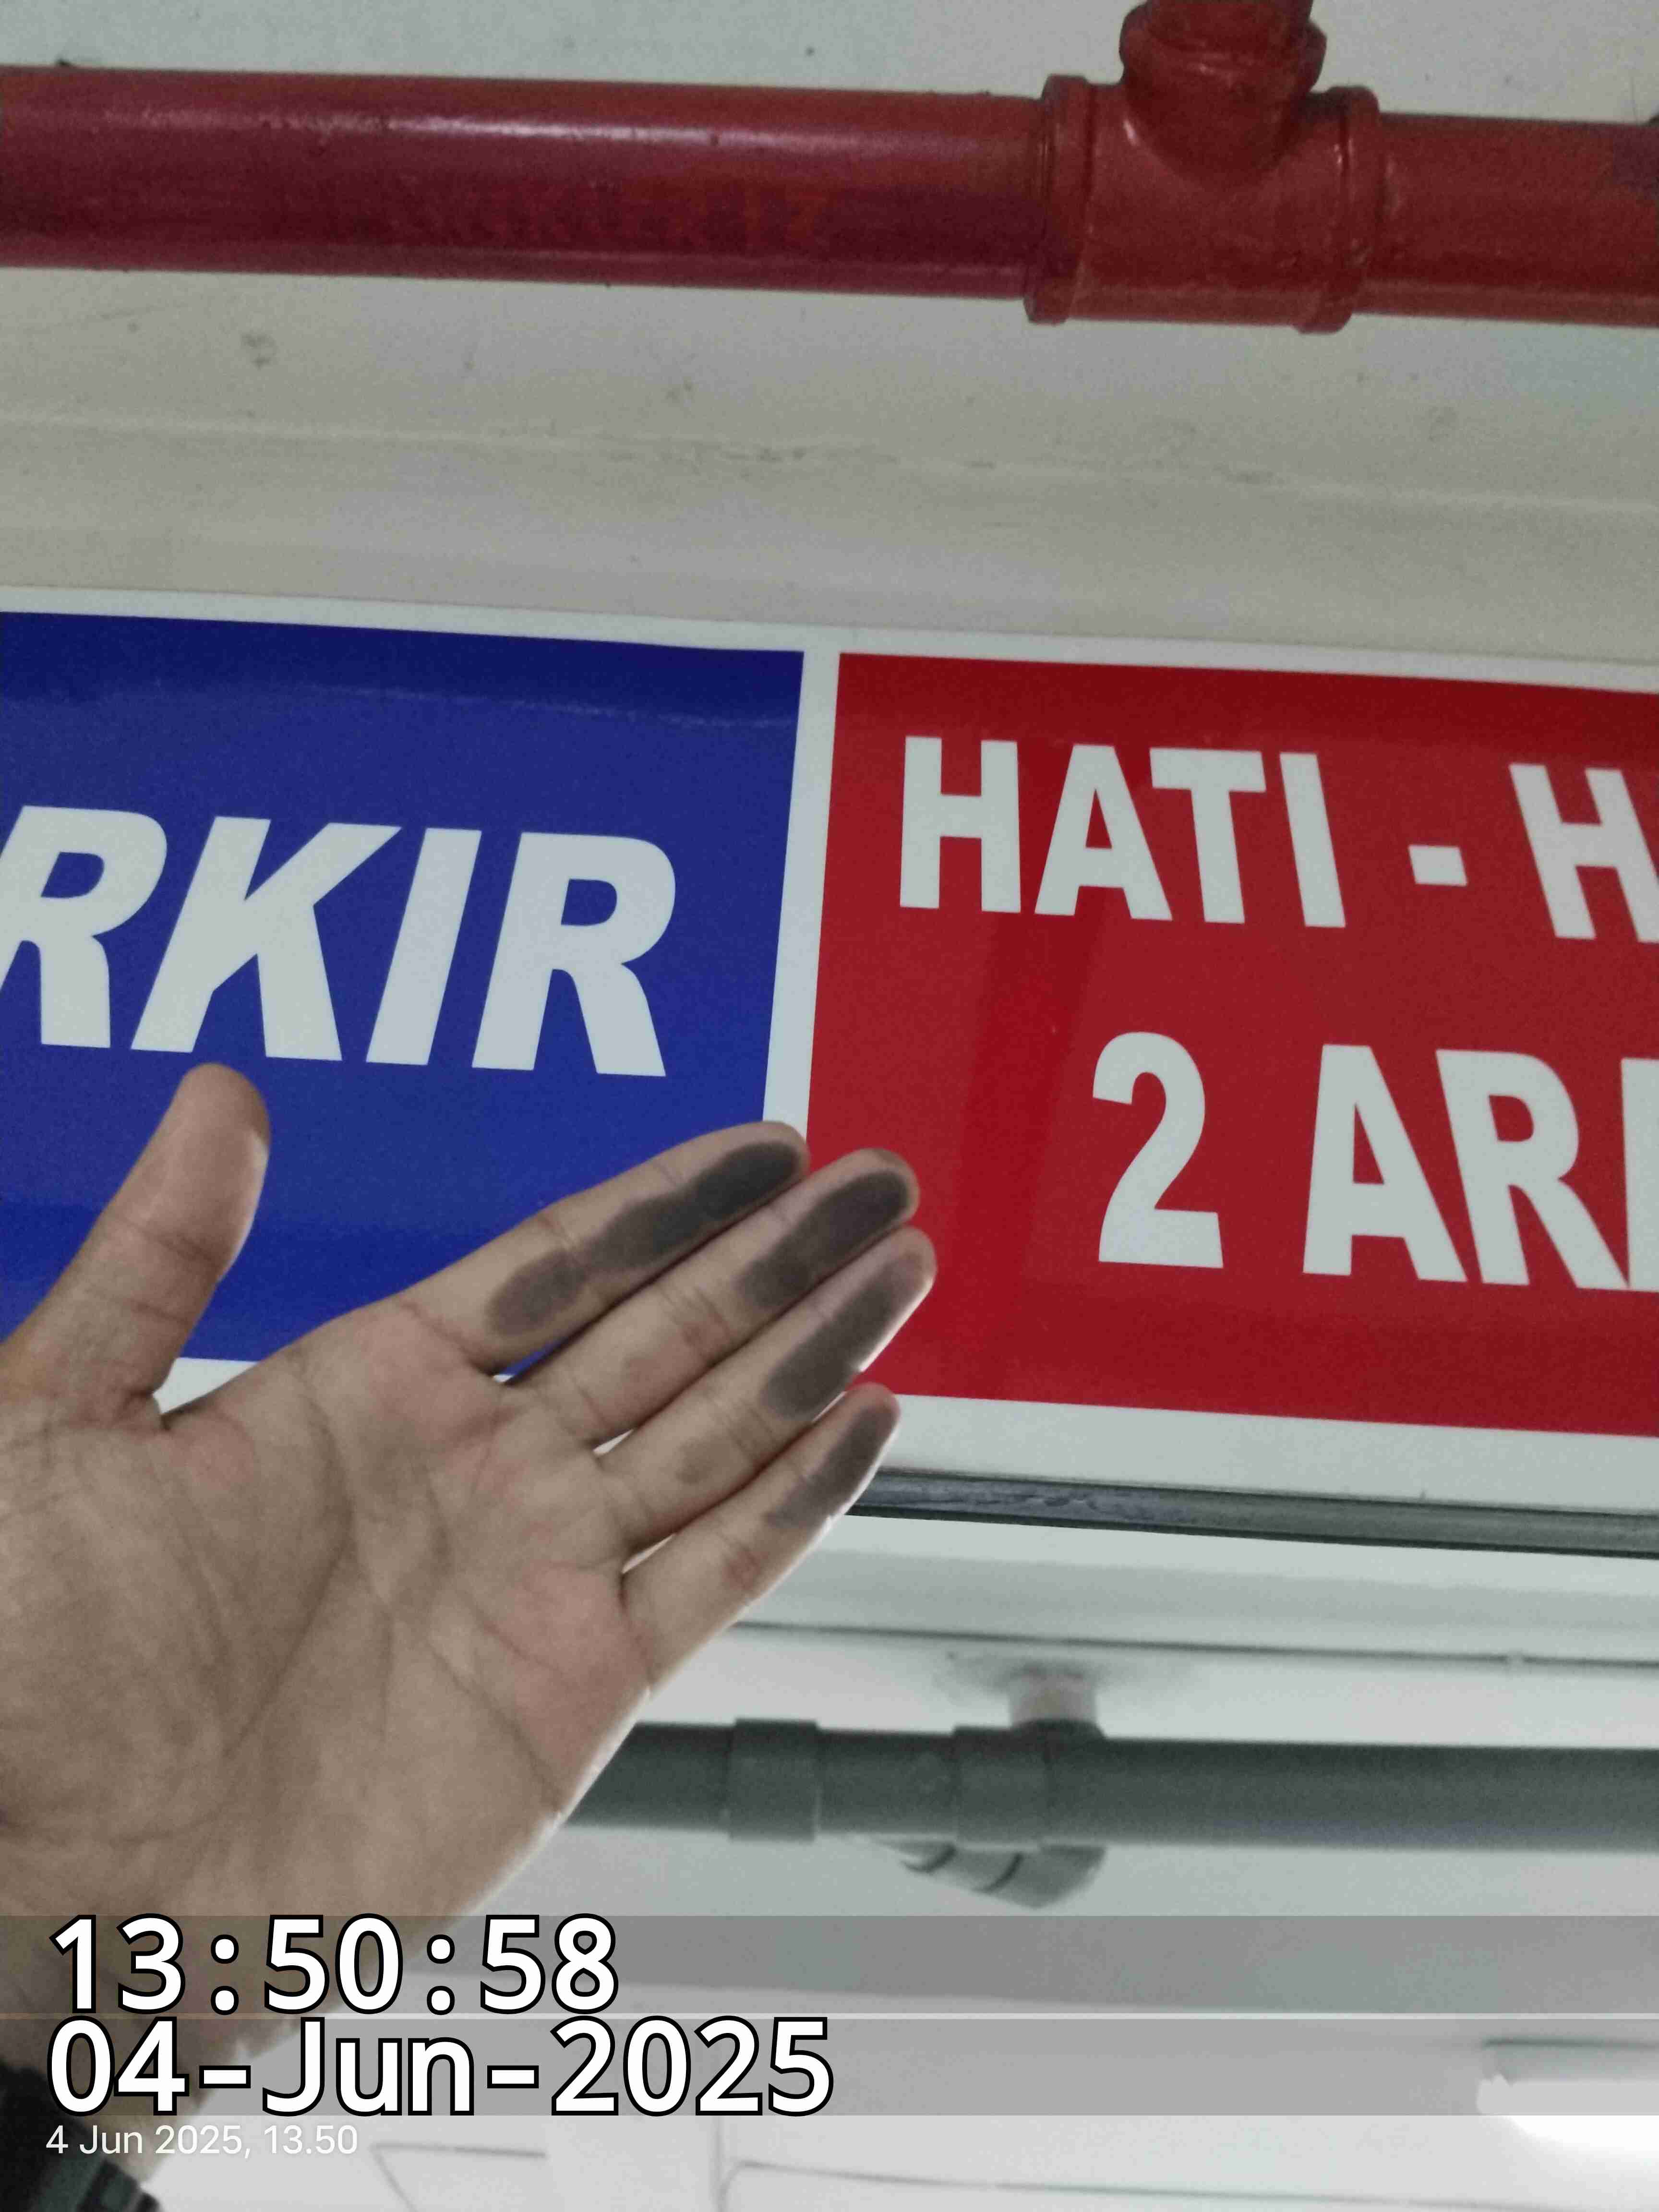 RKIR
HATI - H
2 AR
13:50:58
04-Jun-2025
4 Jun 2025, 13.50